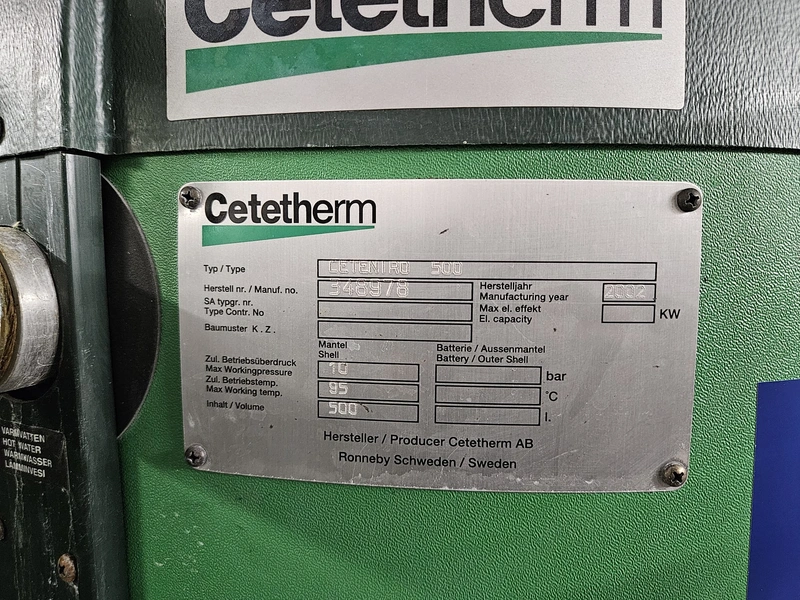 Cetetherm
Cetetherm
Typ / Type CETENTRO 500
Herstell nr. / Manuf. no. 348978
Herstelljahr
Manufacturing year 2002
SA typgr. nr.
Type Contr. No
Max el. effekt
El. capacity KW
Baumuster K . Z .
Mantel
Shell
Batterie / Aussenmantel
Battery / Outer Shell
Zul. Betriebsüberdruck
Max Workingpressure 10 bar
Zul. Betriebstemp.
Max Working temp. 95 °C
Inhalt / Volume 500 l.
Hersteller / Producer Cetetherm AB
Ronneby Schweden / Sweden
VARMVATTEN
HOT WATER
WARMWASSER
LÄMMINVESI